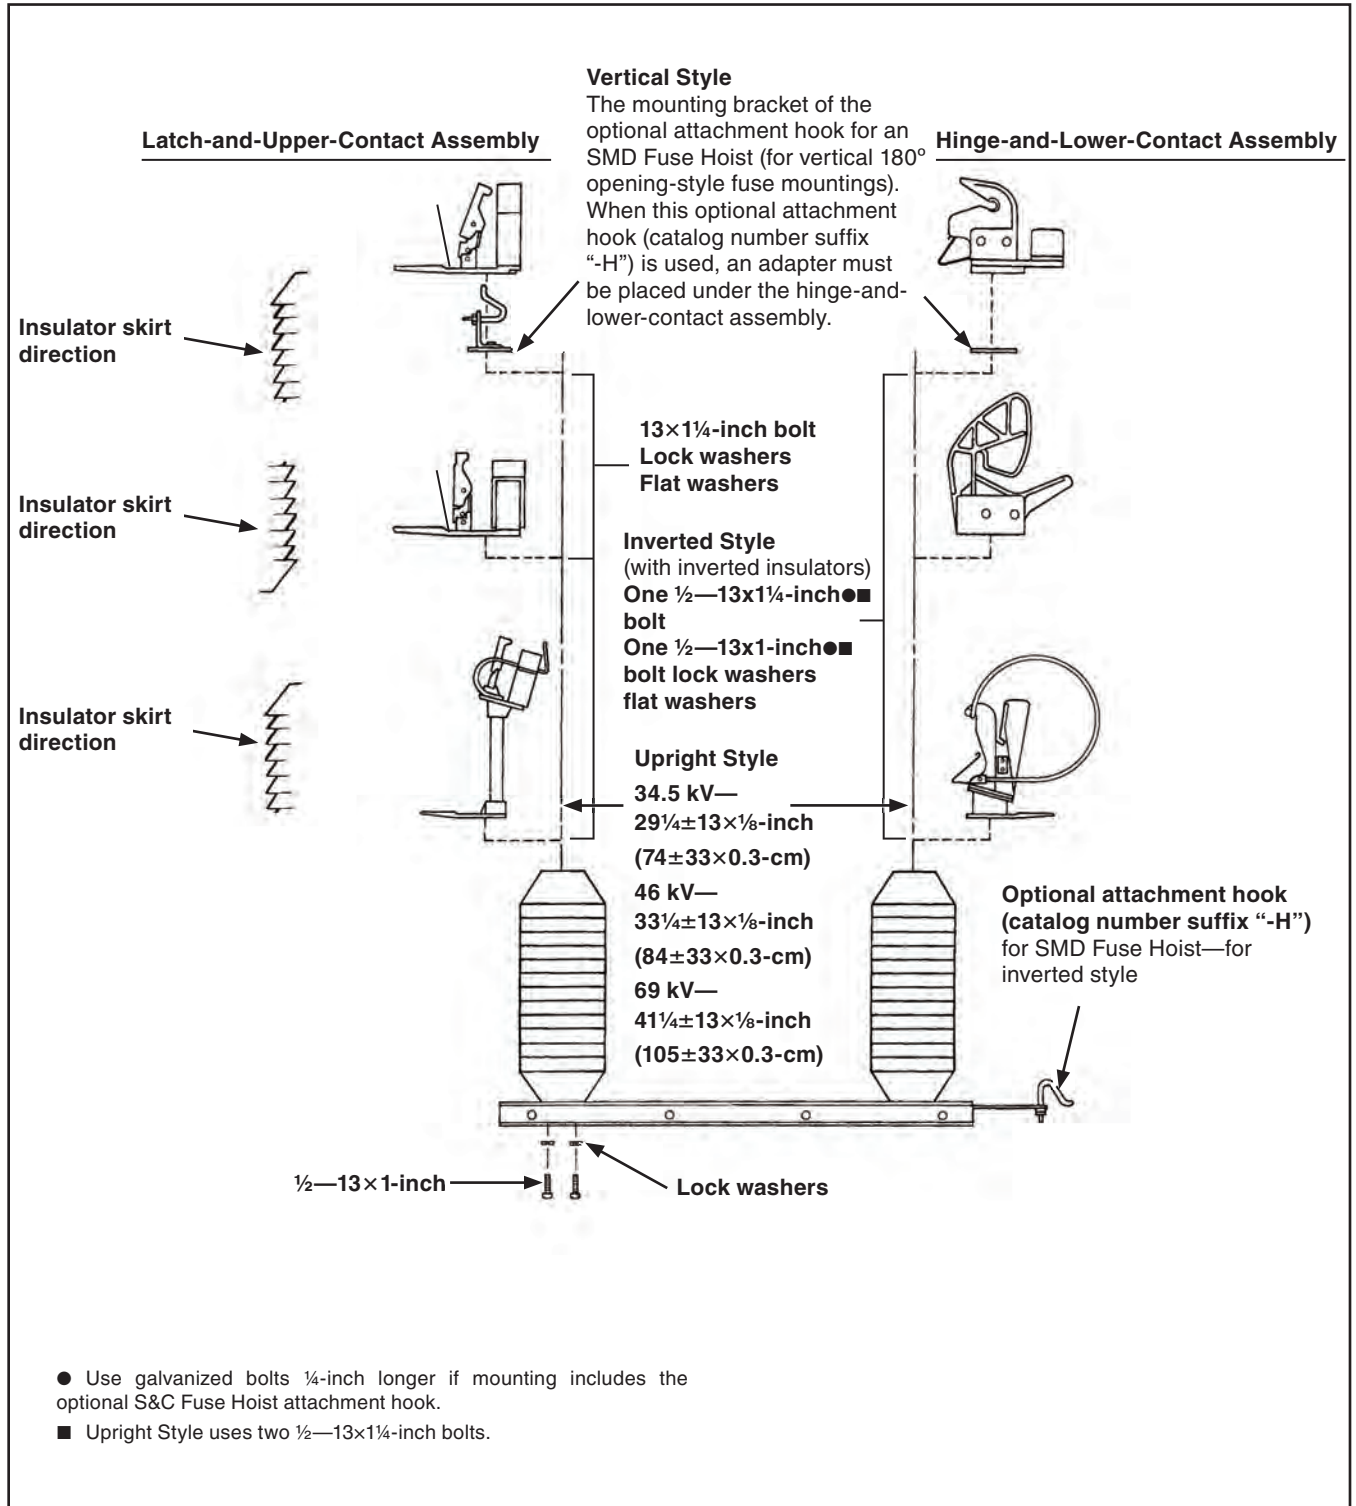 Vertical Style
The mounting bracket of the
optional attachment hook for an
SMD Fuse Hoist (for vertical 180º
opening-style fuse mountings).
When this optional attachment
hook (catalog number suffix
“-H”) is used, an adapter must
be placed under the hinge-and-
lower-contact assembly.
Latch-and-Upper-Contact Assembly
Hinge-and-Lower-Contact Assembly
Insulator skirt
direction
13×1¼-inch bolt
Lock washers
Flat washers
Insulator skirt
direction
Inverted Style
(with inverted insulators)
One ½—13x1¼-inch●■
bolt
One ½—13x1-inch●■
bolt lock washers
flat washers
Insulator skirt
direction
Upright Style
34.5 kV—
29¼±13×⅛-inch
(74±33×0.3-cm)
46 kV—
33¼±13×⅛-inch
(84±33×0.3-cm)
69 kV—
41¼±13×⅛-inch
(105±33×0.3-cm)
Optional attachment hook
(catalog number suffix “-H”)
for SMD Fuse Hoist—for
inverted style
½—13×1-inch
Lock washers
● Use galvanized bolts ¼-inch longer if mounting includes the
optional S&C Fuse Hoist attachment hook.
■ Upright Style uses two ½—13x1¼-inch bolts.